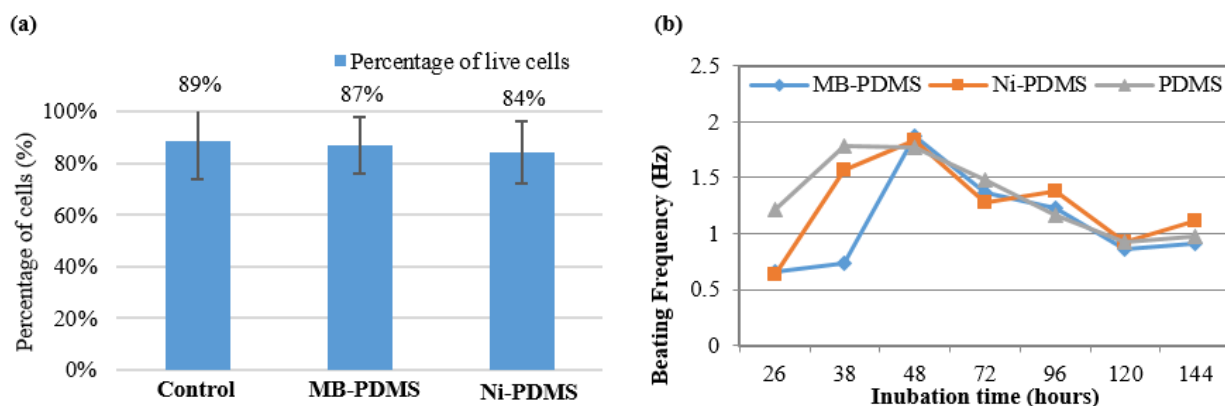 (a)
Percentage of live cells
89%
87%
84%
100%
80%
60%
40%
20%
0%
Percentage of cells (%)
Control MB-PDMS Ni-PDMS
(b)
MB-PDMS Ni-PDMS PDMS
2.5
2
1.5
1
0.5
0
Beating Frequency (Hz)
26 38 48 72 96 120 144
Inubation time (hours)